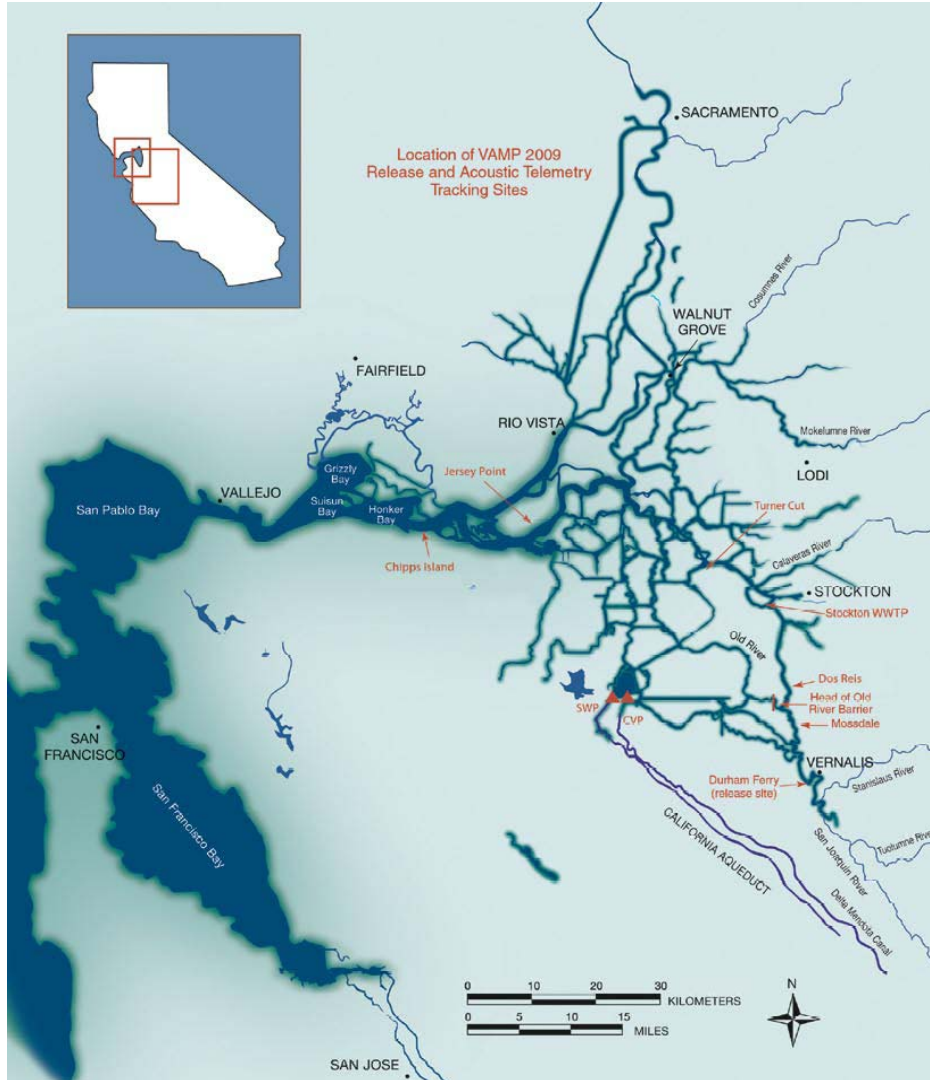 SACRAMENTO
Location of VAMP 2009
Release and Acoustic Telemetry
Tracking Sites
Cosumnes River
WALNUT
GROVE
FAIRFIELD
RIO VISTA
Mokelumne River
LODI
Grizzly
Bay
Jersey Point
VALLEJO
Suisun
Bay
Honker
Bay
San Pablo Bay
Turner Cut
Chipps Island
Calaveras River
STOCKTON
Stockton WWTP
Old River
Dos Reis
Head of Old
River Barrier
SWP
CVP
Mossdale
SAN
FRANCISCO
VERNALIS
Durham Ferry
(release site)
Stanislaus River
San Francisco Bay
Tuolumne River
San Joaquin River
CALIFORNIA AQUEDUCT
Delta Mendota Canal
N
0 10 20 30
KILOMETERS
0 5 10 15
MILES
SAN JOSE